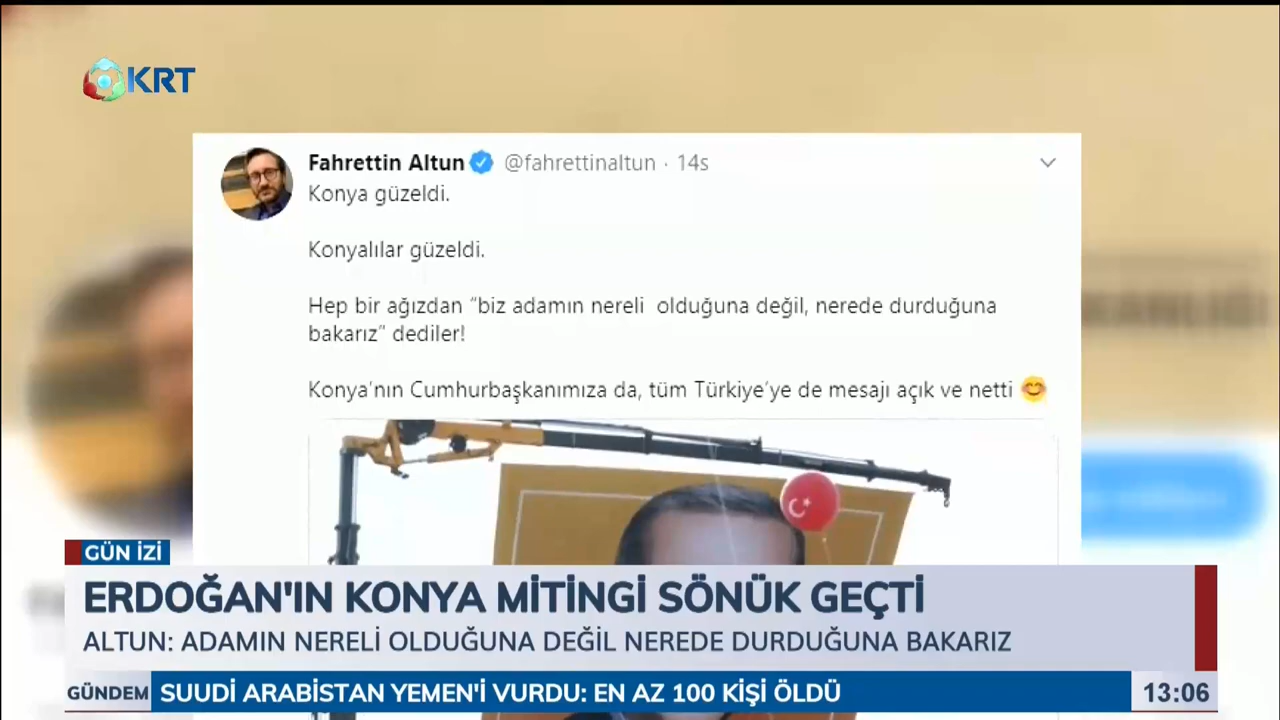 KRT
Fahrettin Altun @fahrettinaltun · 14s
Konya güzeldi.
Konyalılar güzeldi.
Hep bir ağızdan “biz adamın nereli olduğuna değil, nerede durduğuna
bakarız” dediler!
Konya’nın Cumhurbaşkanımıza da, tüm Türkiye’ye de mesajı açık ve netti 😊
GÜN İZİ
ERDOĞAN'IN KONYA MİTİNGİ SÖNÜK GEÇTİ
ALTUN: ADAMIN NERELİ OLDUĞUNA DEĞİL NEREDE DURDUĞUNA BAKARIZ
GÜNDEM SUUDİ ARABİSTAN YEMEN'İ VURDU: EN AZ 100 KİŞİ ÖLDÜ 13:06